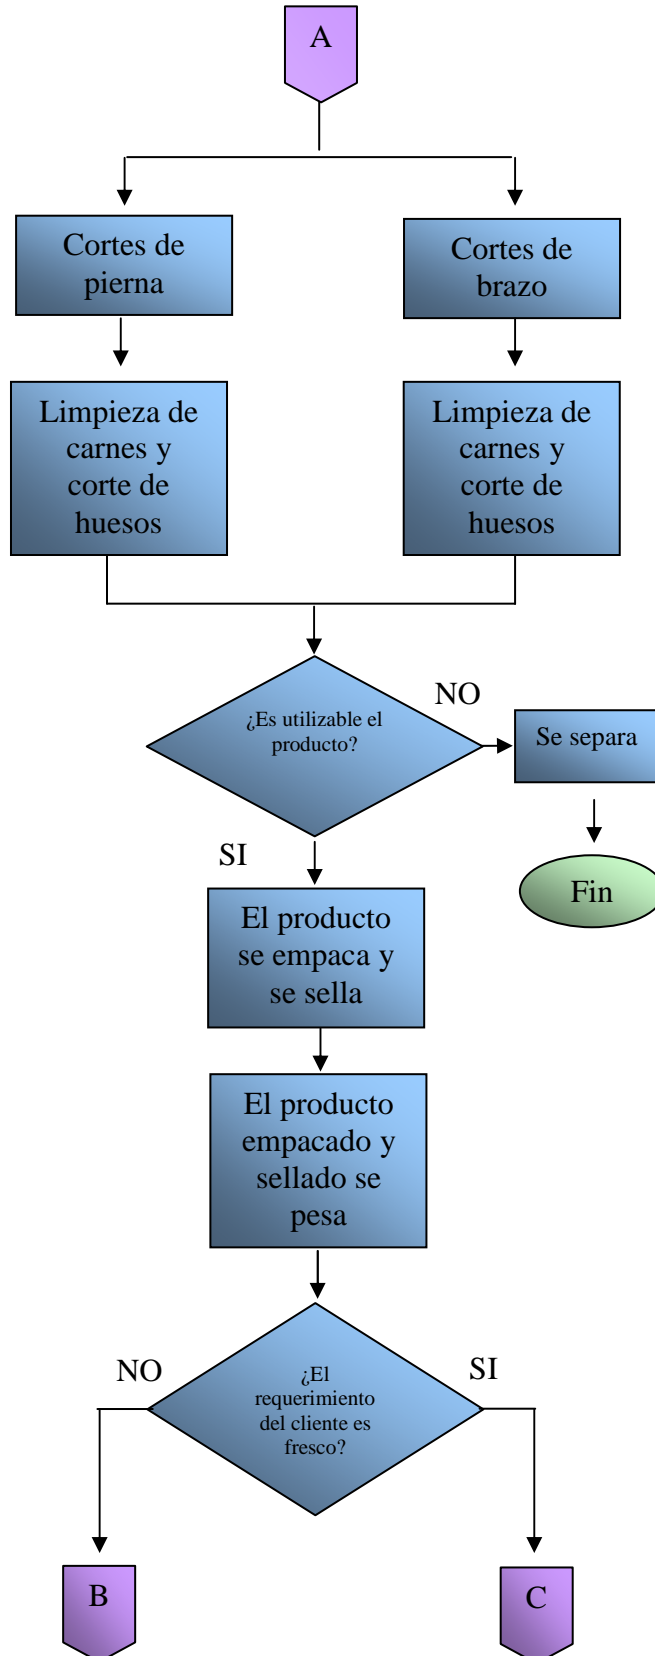 A
Cortes de
pierna
Cortes de
brazo
Limpieza de
carnes y
corte de
huesos
Limpieza de
carnes y
corte de
huesos
¿Es utilizable el
producto?
NO
Se separa
SI
Fin
El producto
se empaca y
se sella
El producto
empacado y
sellado se
pesa
¿El
requerimiento
del cliente es
fresco?
NO
SI
B
C